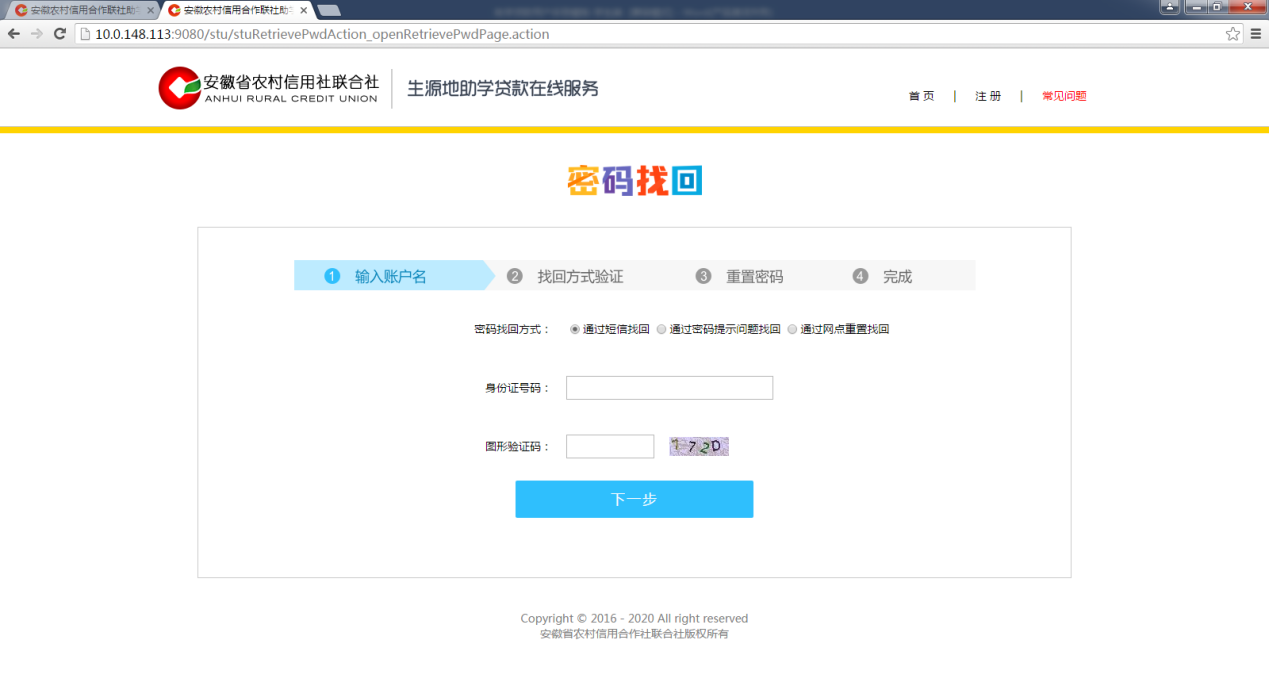 安徽农村信用合作联社助学 安徽农村信用合作联社助学
10.0.148.113:9080/stu/stuRetrievePwdAction_openRetrievePwdPage.action
安徽省农村信用社联合社 生源地助学贷款在线服务
ANHUI RURAL CREDIT UNION
首 页 | 注 册 | 常见问题
密码找回
1 输入账户名 2 找回方式验证 3 重置密码 4 完成
密码找回方式： 通过短信找回 通过密码提示问题找回 通过网点重置找回
身份证号码：
图形验证码： 172D
下一步
Copyright © 2016 - 2020 All right reserved
安徽省农村信用合作社联合社版权所有